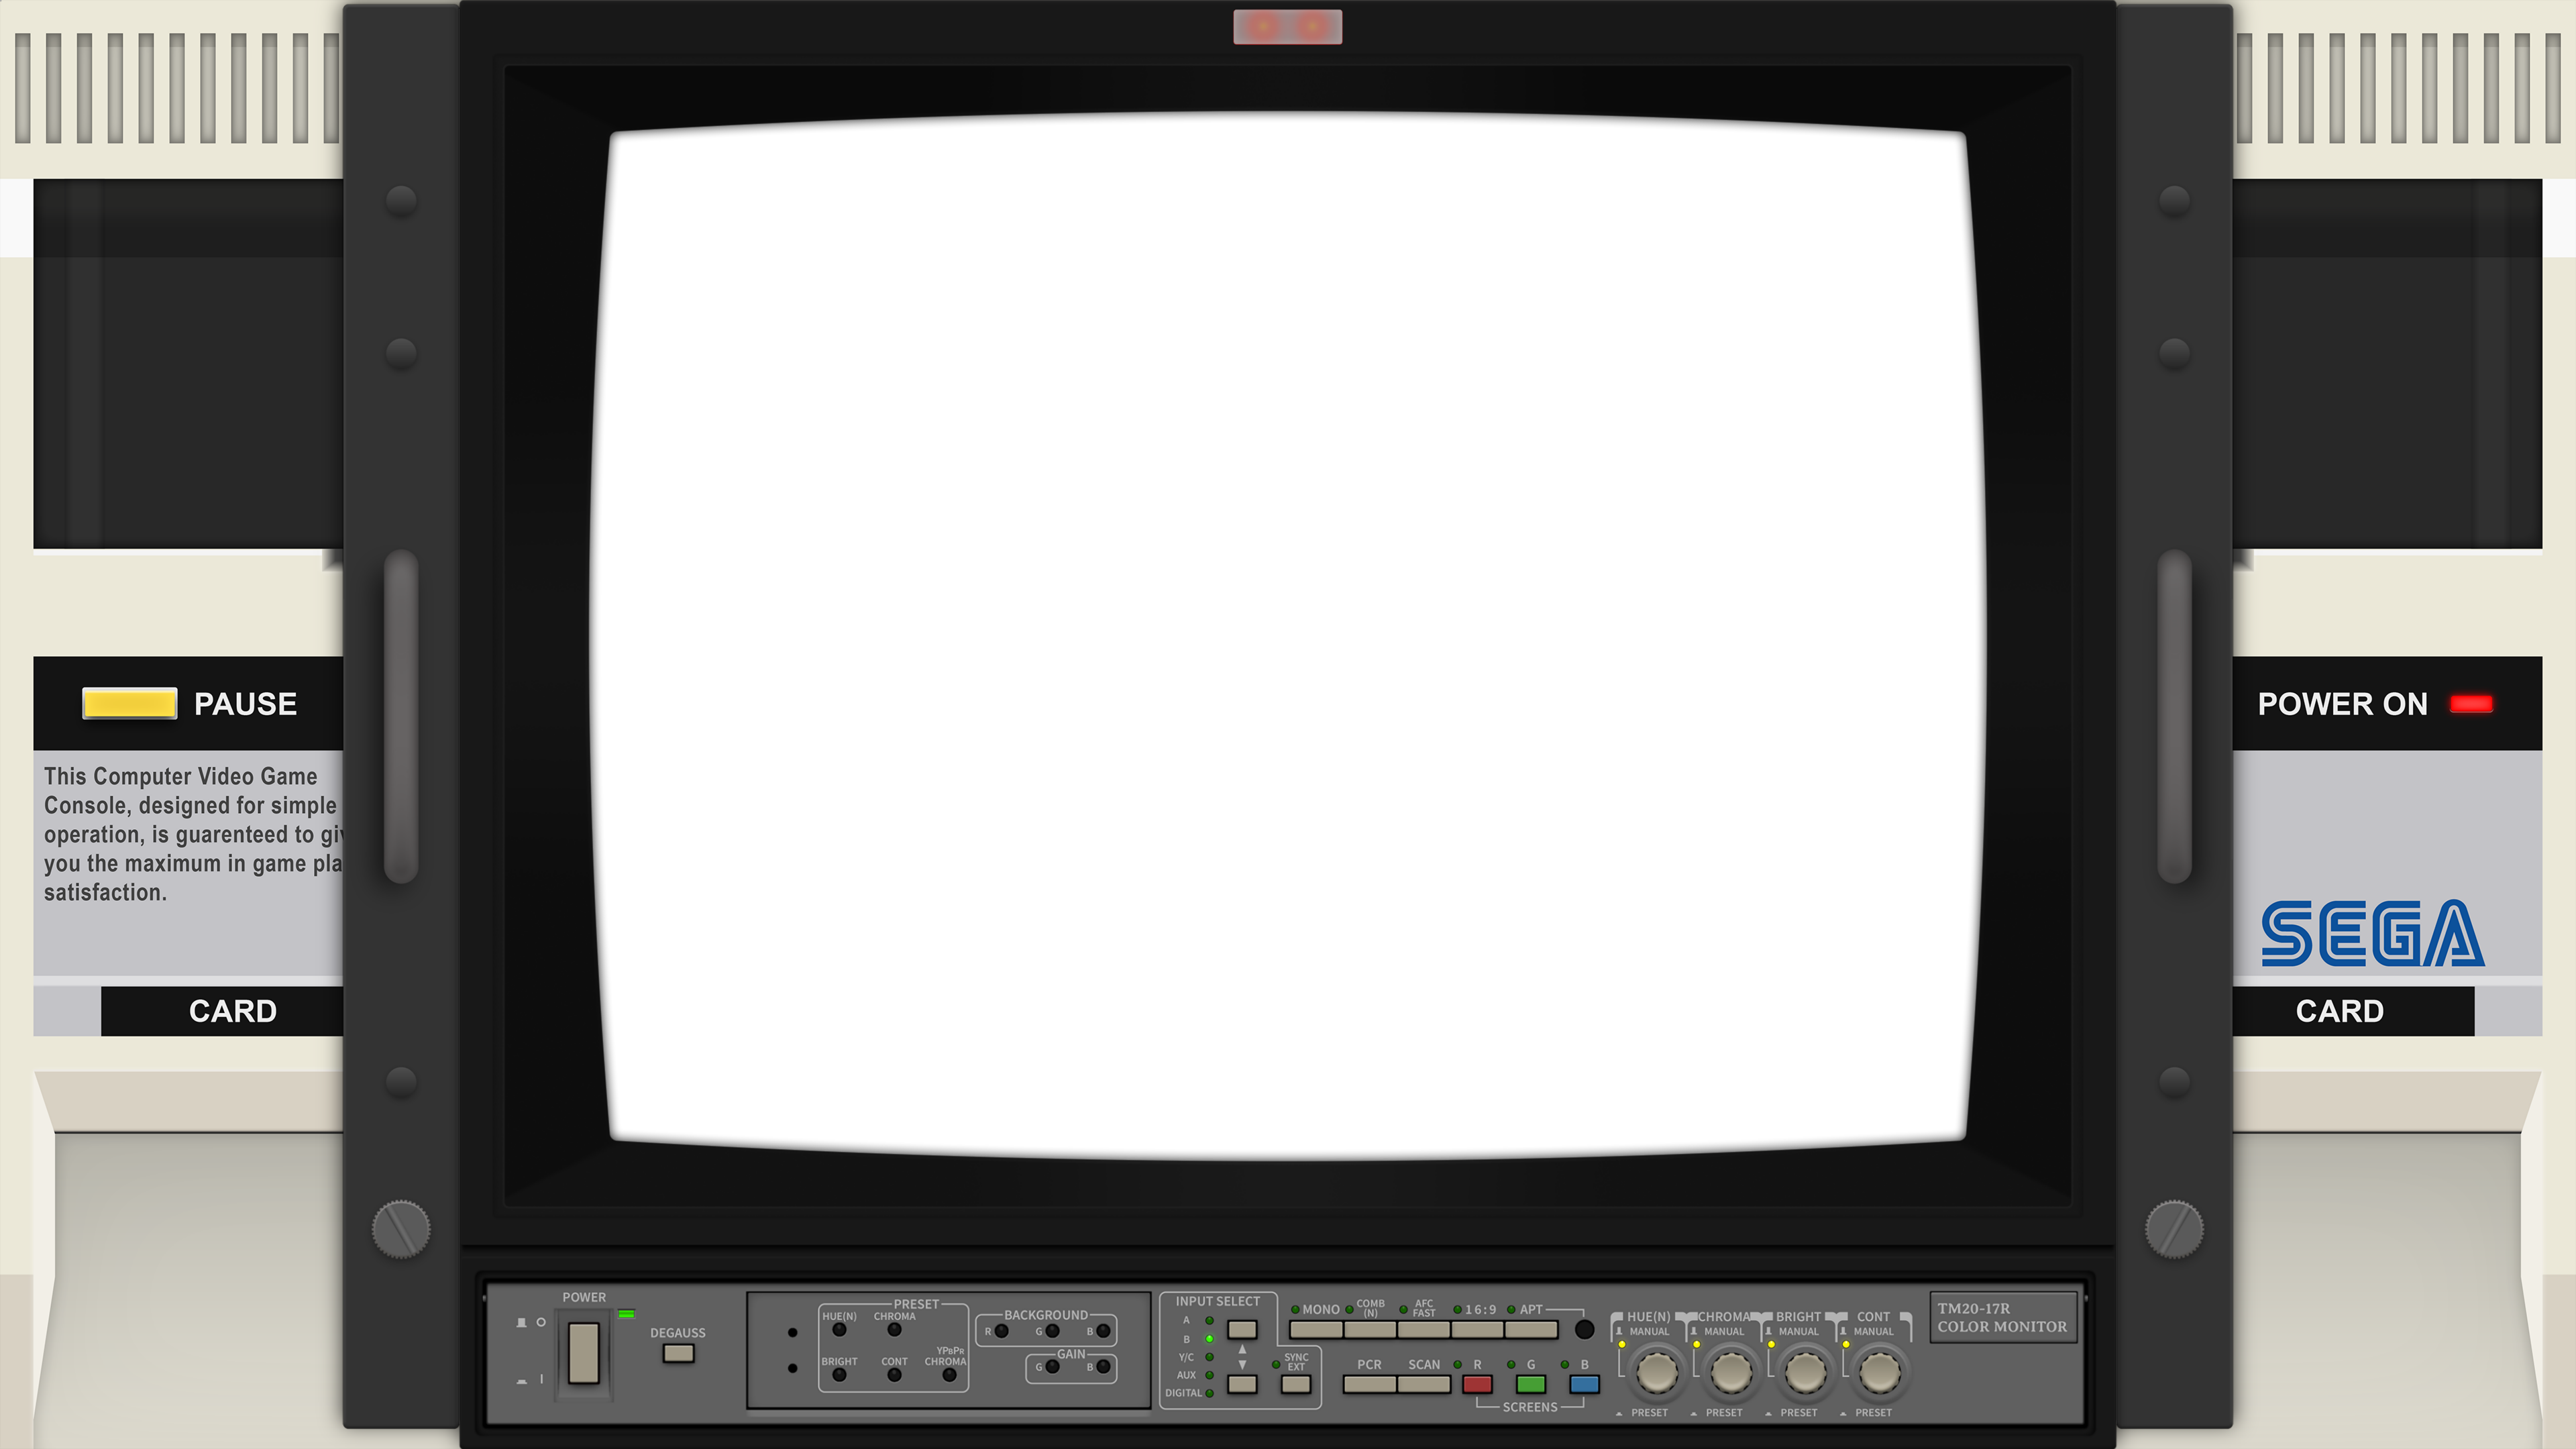 PAUSE
This Computer Video Game
Console, designed for simple
operation, is guarenteed to giv
you the maximum in game pla
satisfaction.
CARD
POWER ON
SEGA
CARD
POWER
DEGAUSS
PRESET
HUE(N) CHROMA
BRIGHT CONT YPBPR CHROMA
BACKGROUND
R G B
GAIN
G B
INPUT SELECT
A
B
Y/C
AUX
DIGITAL
SYNC EXT
MONO COMB (N) AFC FAST 16:9 APT
PCR SCAN R G B
SCREENS
HUE(N) CHROMA BRIGHT CONT
MANUAL MANUAL MANUAL MANUAL
PRESET PRESET PRESET PRESET
TM20-17R
COLOR MONITOR